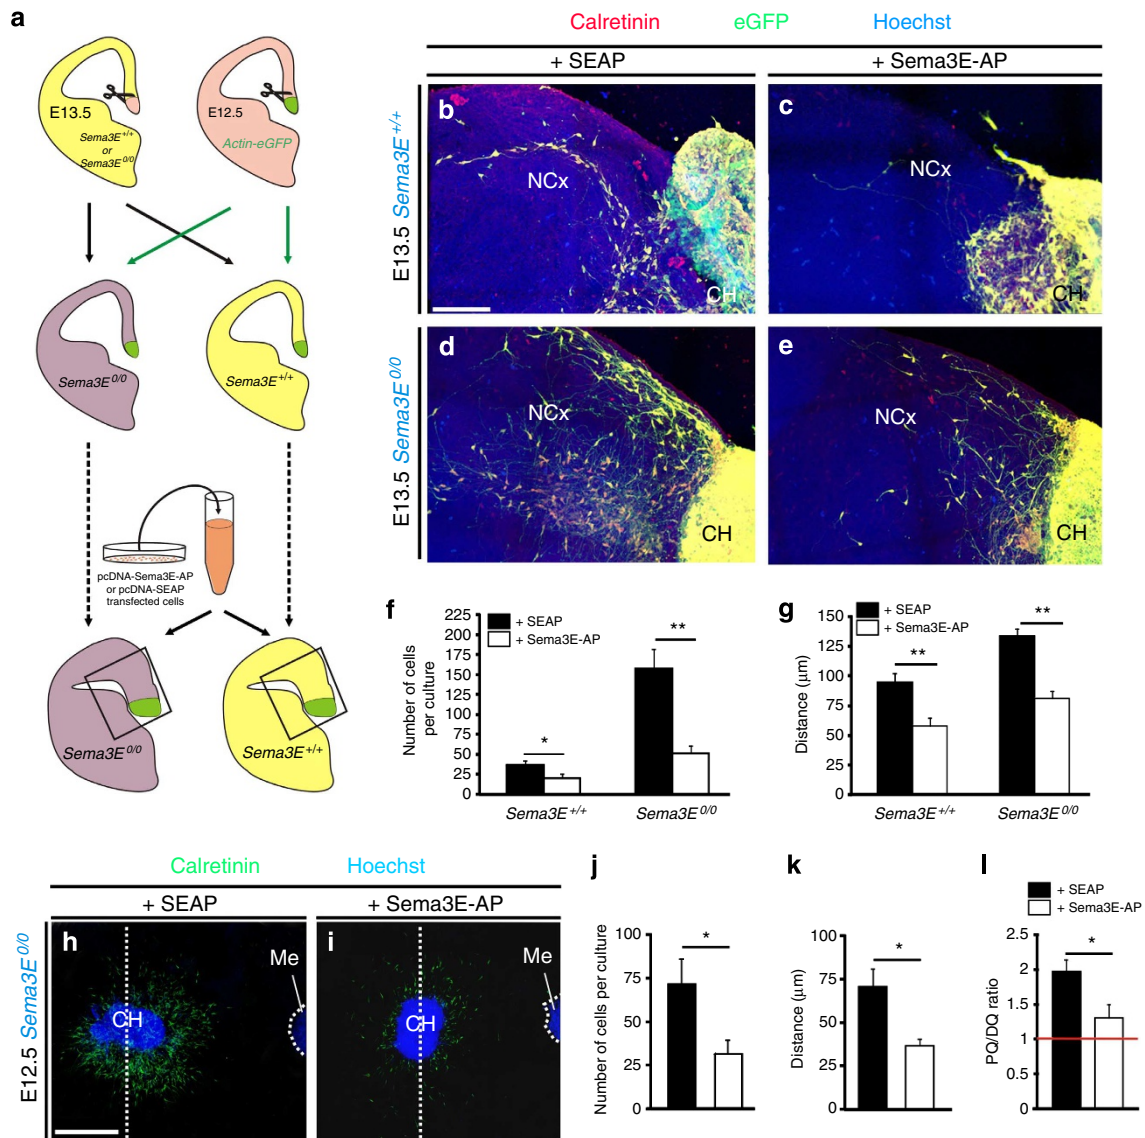 a
E13.5
Sema3E+/+
or
Sema3E0/0
E12.5
Actin-eGFP
Sema3E0/0
Sema3E+/+
pcDNA-Sema3E-AP
or pcDNA-SEAP
transfected cells
Sema3E0/0
Sema3E+/+
Calretinin eGFP Hoechst
+ SEAP + Sema3E-AP
E13.5 Sema3E+/+
b
NCx
CH
c
NCx
CH
E13.5 Sema3E0/0
d
NCx
CH
e
NCx
CH
f
225
200
175
150
125
100
75
50
25
0
Number of cells
per culture
+ SEAP
+ Sema3E-AP
*
**
Sema3E+/+ Sema3E0/0
g
150
125
100
75
50
25
0
Distance (μm)
+ SEAP
+ Sema3E-AP
**
**
Sema3E+/+ Sema3E0/0
Calretinin Hoechst
+ SEAP + Sema3E-AP
E12.5 Sema3E0/0
h
CH
Me
i
CH
Me
j
100
75
50
25
0
Number of cells per culture
*
k
100
75
50
25
0
Distance (μm)
*
l
+ SEAP
+ Sema3E-AP
2.5
2
1.5
1
0.5
0
PQ/DQ ratio
*